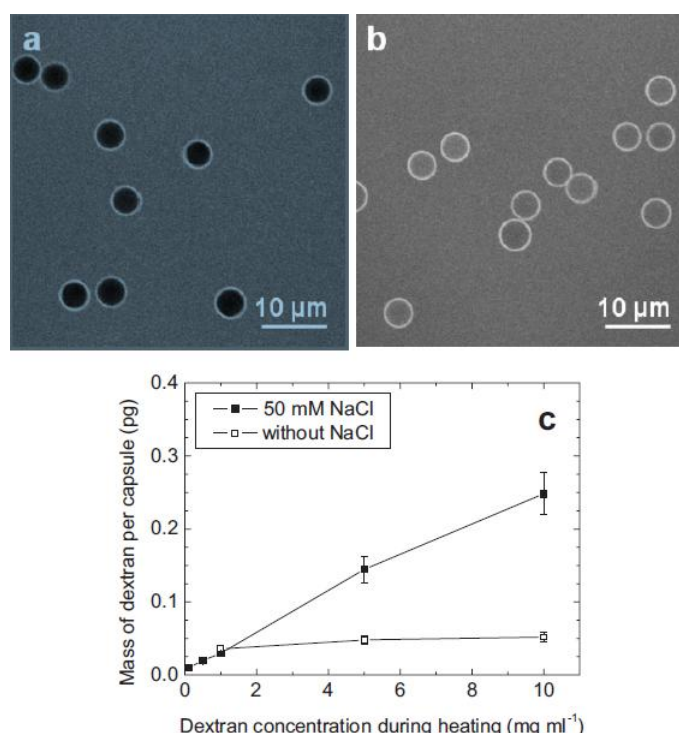 a
b
10 µm
10 µm
c
50 mM NaCl
without NaCl
0.4
0.3
0.2
0.1
0.0
Mass of dextran per capsule (pg)
0 2 4 6 8 10
Dextran concentration during heating (mg ml⁻¹)